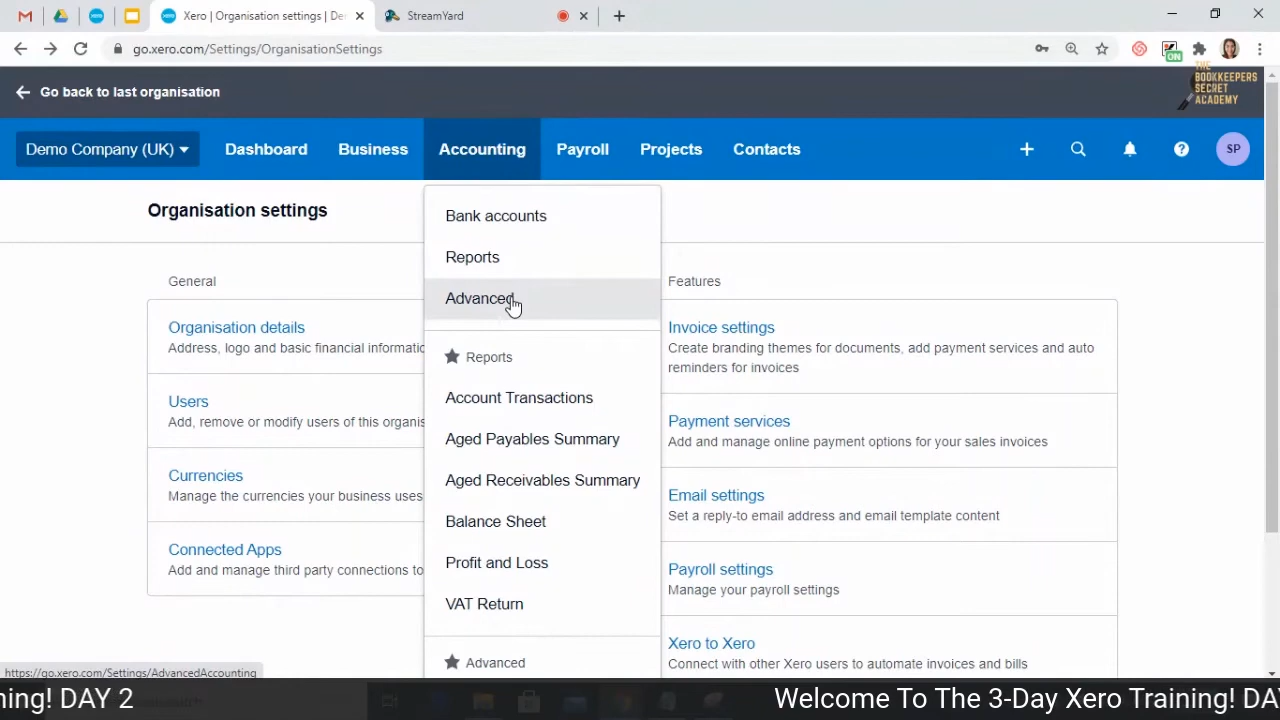 Xero | Organisation settings | De
StreamYard
go.xero.com/Settings/OrganisationSettings
ON
THE
BOOKKEEPERS
SECRET
ACADEMY
Go back to last organisation
Demo Company (UK)
Dashboard
Business
Accounting
Payroll
Projects
Contacts
SP
Organisation settings
Bank accounts
Reports
Advanced
Reports
Account Transactions
Aged Payables Summary
Aged Receivables Summary
Balance Sheet
Profit and Loss
VAT Return
Advanced
General
Organisation details
Address, logo and basic financial informatic
Users
Add, remove or modify users of this organis
Currencies
Manage the currencies your business uses
Connected Apps
Add and manage third party connections to
Features
Invoice settings
Create branding themes for documents, add payment services and auto
reminders for invoices
Payment services
Add and manage online payment options for your sales invoices
Email settings
Set a reply-to email address and email template content
Payroll settings
Manage your payroll settings
Xero to Xero
Connect with other Xero users to automate invoices and bills
https://go.xero.com/Settings/AdvancedAccounting
ning! DAY 2
Welcome To The 3-Day Xero Training! DA